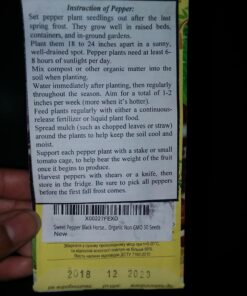 Instruction of Pepper:
Set pepper plant seedlings out after the last
spring frost. They grow well in raised beds,
containers, and in-ground gardens.
Plant them 18 to 24 inches apart in a sunny,
well-drained spot. Pepper plants need at least 6-
8 hours of sunlight per day.
Mix compost or other organic matter into the
soil when planting.
Water immediately after planting, then regularly
throughout the season. Aim for a total of 1-2
inches per week (more when it's hotter).
Feed plants regularly with either a continuous-
release fertilizer or liquid plant food.
Spread mulch (such as chopped leaves or straw)
around the plants to help keep the soil cool and
moist.
Support each pepper plant with a stake or small
tomato cage, to help bear the weight of the fruit
once it begins to produce.
Harvest peppers with shears or a knife, then
store in the fridge. Be sure to pick all peppers
before the first fall frost comes.
Sweet Pepper Black Horse... Organic Non GMO 30 Seeds
New
2018 12 2020